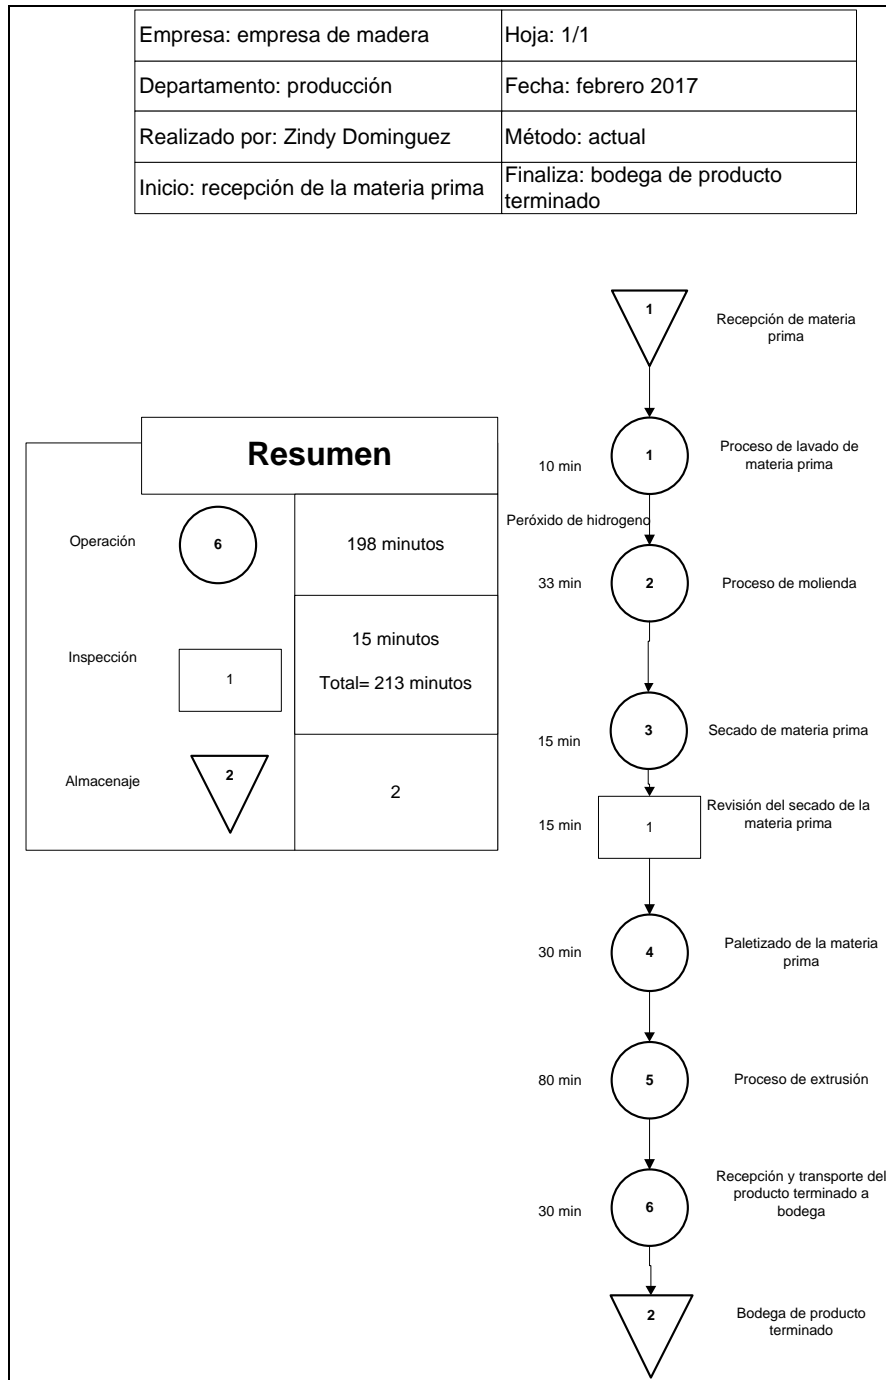 Empresa: empresa de madera
Hoja: 1/1
Departamento: producción
Fecha: febrero 2017
Realizado por: Zindy Dominguez
Método: actual
Inicio: recepción de la materia prima
Finaliza: bodega de producto
terminado
Resumen
Operación
6
198 minutos
Inspección
1
15 minutos
Total= 213 minutos
Almacenaje
2
2
1
Recepción de materia
prima
10 min
1
Proceso de lavado de
materia prima
Peróxido de hidrogeno
33 min
2
Proceso de molienda
15 min
3
Secado de materia prima
15 min
1
Revisión del secado de la
materia prima
30 min
4
Paletizado de la materia
prima
80 min
5
Proceso de extrusión
30 min
6
Recepción y transporte del
producto terminado a
bodega
2
Bodega de producto
terminado